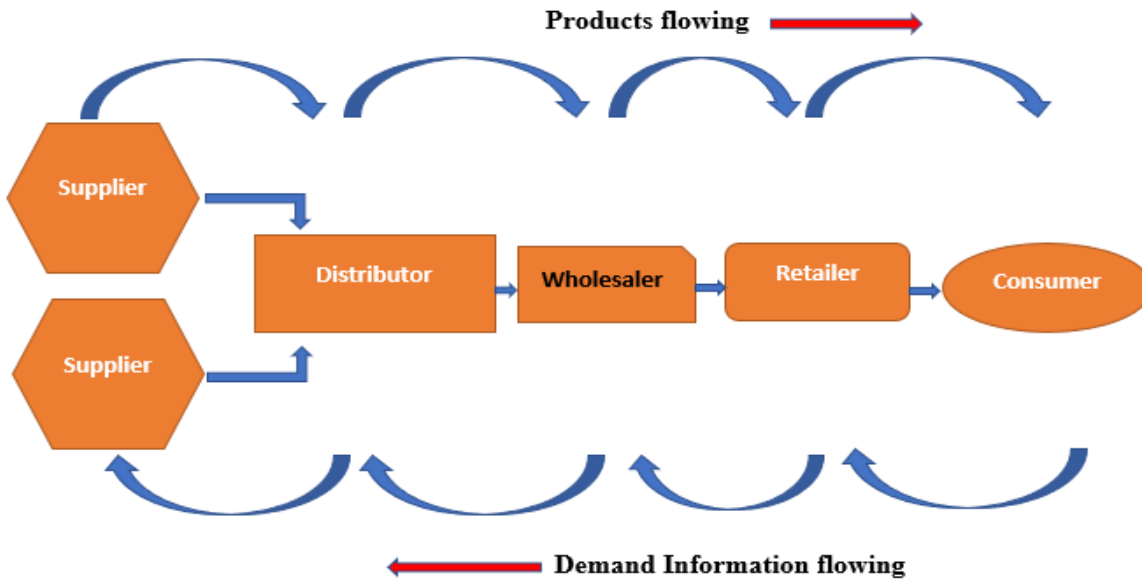 Products flowing
Supplier
Distributor
Wholesaler
Retailer
Consumer
Supplier
Demand Information flowing